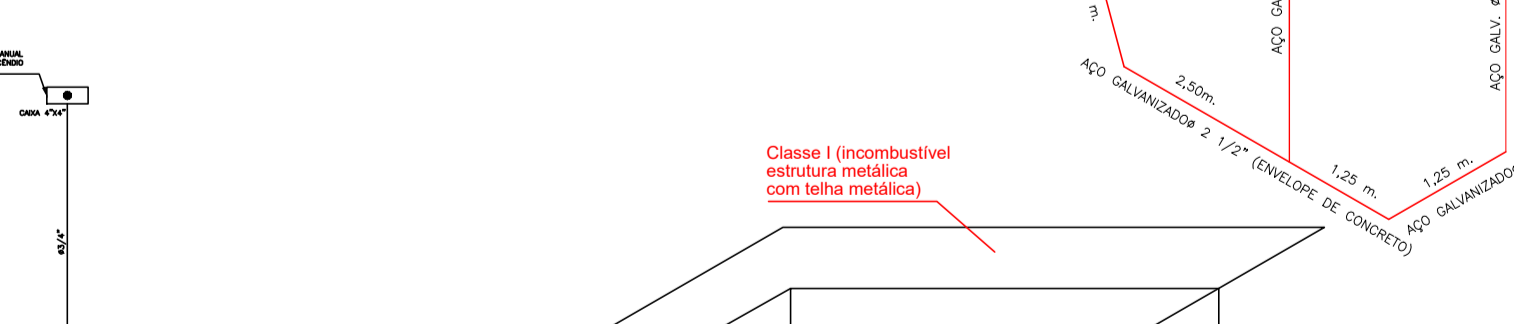 ANUAL
CÊNDIO
CAIXA 4"X4"
ø3/4"
Classe I (incombustível
estrutura metálica
com telha metálica)
m.
2,50m.
AÇO GALVANIZADOø 2 1/2" (ENVELOPE DE CONCRETO)
AÇO GA
1,25 m.
1,25 m.
AÇO GALVANIZADO
AÇO GALV. ø